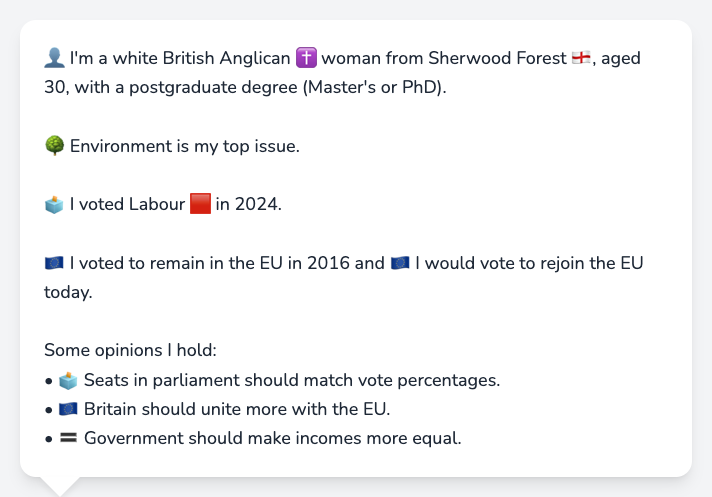 👤 I'm a white British Anglican ✝️ woman from Sherwood Forest 🏴󠁧󠁢󠁥󠁮󠁧󠁿, aged
30, with a postgraduate degree (Master's or PhD).
🌳 Environment is my top issue.
🗳️ I voted Labour 🟥 in 2024.
🇪🇺 I voted to remain in the EU in 2016 and 🇪🇺 I would vote to rejoin the EU
today.
Some opinions I hold:
• 🗳️ Seats in parliament should match vote percentages.
• 🇪🇺 Britain should unite more with the EU.
• 🟰 Government should make incomes more equal.